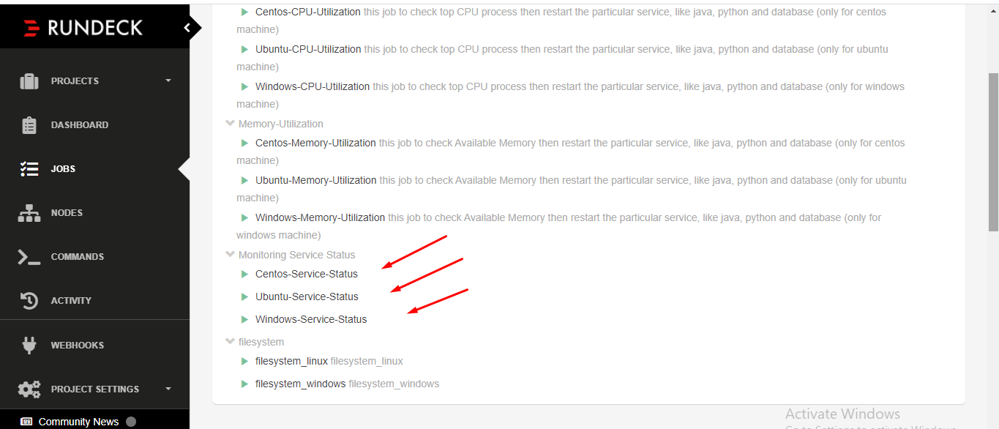 RUNDECK
PROJECTS
DASHBOARD
JOBS
NODES
COMMANDS
ACTIVITY
WEBHOOKS
PROJECT SETTINGS
Community News
Centos-CPU-Utilization this job to check top CPU process then restart the particular service, like java, python and database (only for centos
machine)
Ubuntu-CPU-Utilization this job to check top CPU process then restart the particular service, like java, python and database (only for ubuntu
machine)
Windows-CPU-Utilization this job to check top CPU process then restart the particular service, like java, python and database (only for windows
machine)
Memory-Utilization
Centos-Memory-Utilization this job to check Available Memory then restart the particular service, like java, python and database (only for centos
machine)
Ubuntu-Memory-Utilization this job to check Available Memory then restart the particular service, like java, python and database (only for ubuntu
machine)
Windows-Memory-Utilization this job to check Available Memory then restart the particular service, like java, python and database (only for
windows machine)
Monitoring Service Status
Centos-Service-Status
Ubuntu-Service-Status
Windows-Service-Status
filesystem
filesystem_linux filesystem_linux
filesystem_windows filesystem_windows
Activate Windows
Go to Settings to activate Windows